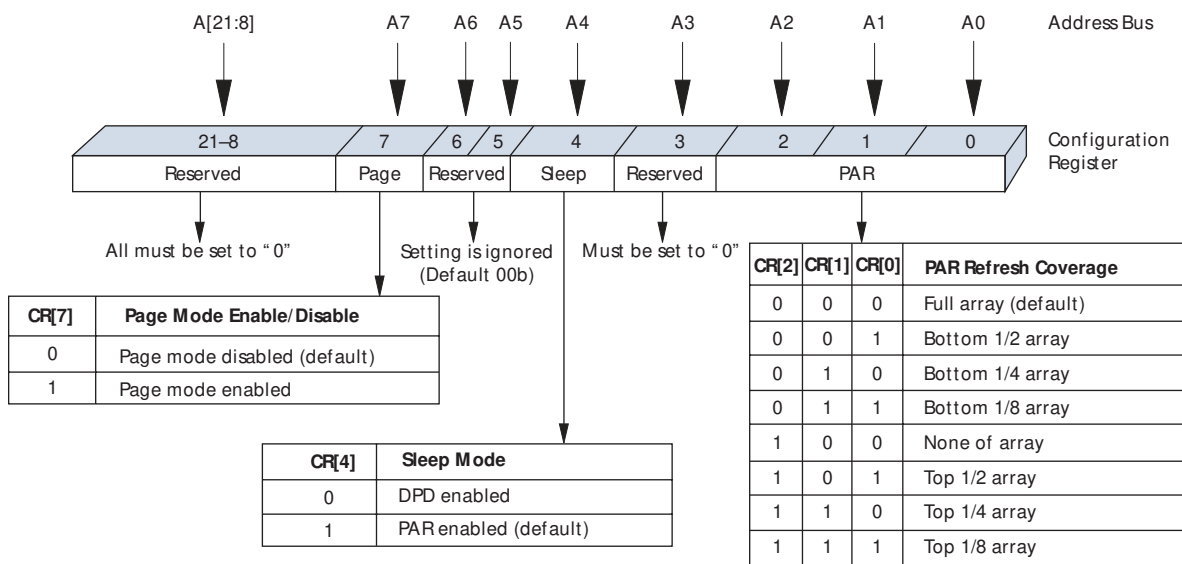 A[21:8] A7 A6 A5 A4 A3 A2 A1 A0 Address Bus
21–8 7 6 5 4 3 2 1 0 Configuration Register
Reserved Page Reserved Sleep Reserved PAR
All must be set to “0”
Setting is ignored
(Default 00b)
Must be set to “0”
CR[7] Page Mode Enable/Disable
0 Page mode disabled (default)
1 Page mode enabled
CR[4] Sleep Mode
0 DPD enabled
1 PAR enabled (default)
CR[2] CR[1] CR[0] PAR Refresh Coverage
0 0 0 Full array (default)
0 0 1 Bottom 1/2 array
0 1 0 Bottom 1/4 array
0 1 1 Bottom 1/8 array
1 0 0 None of array
1 0 1 Top 1/2 array
1 1 0 Top 1/4 array
1 1 1 Top 1/8 array